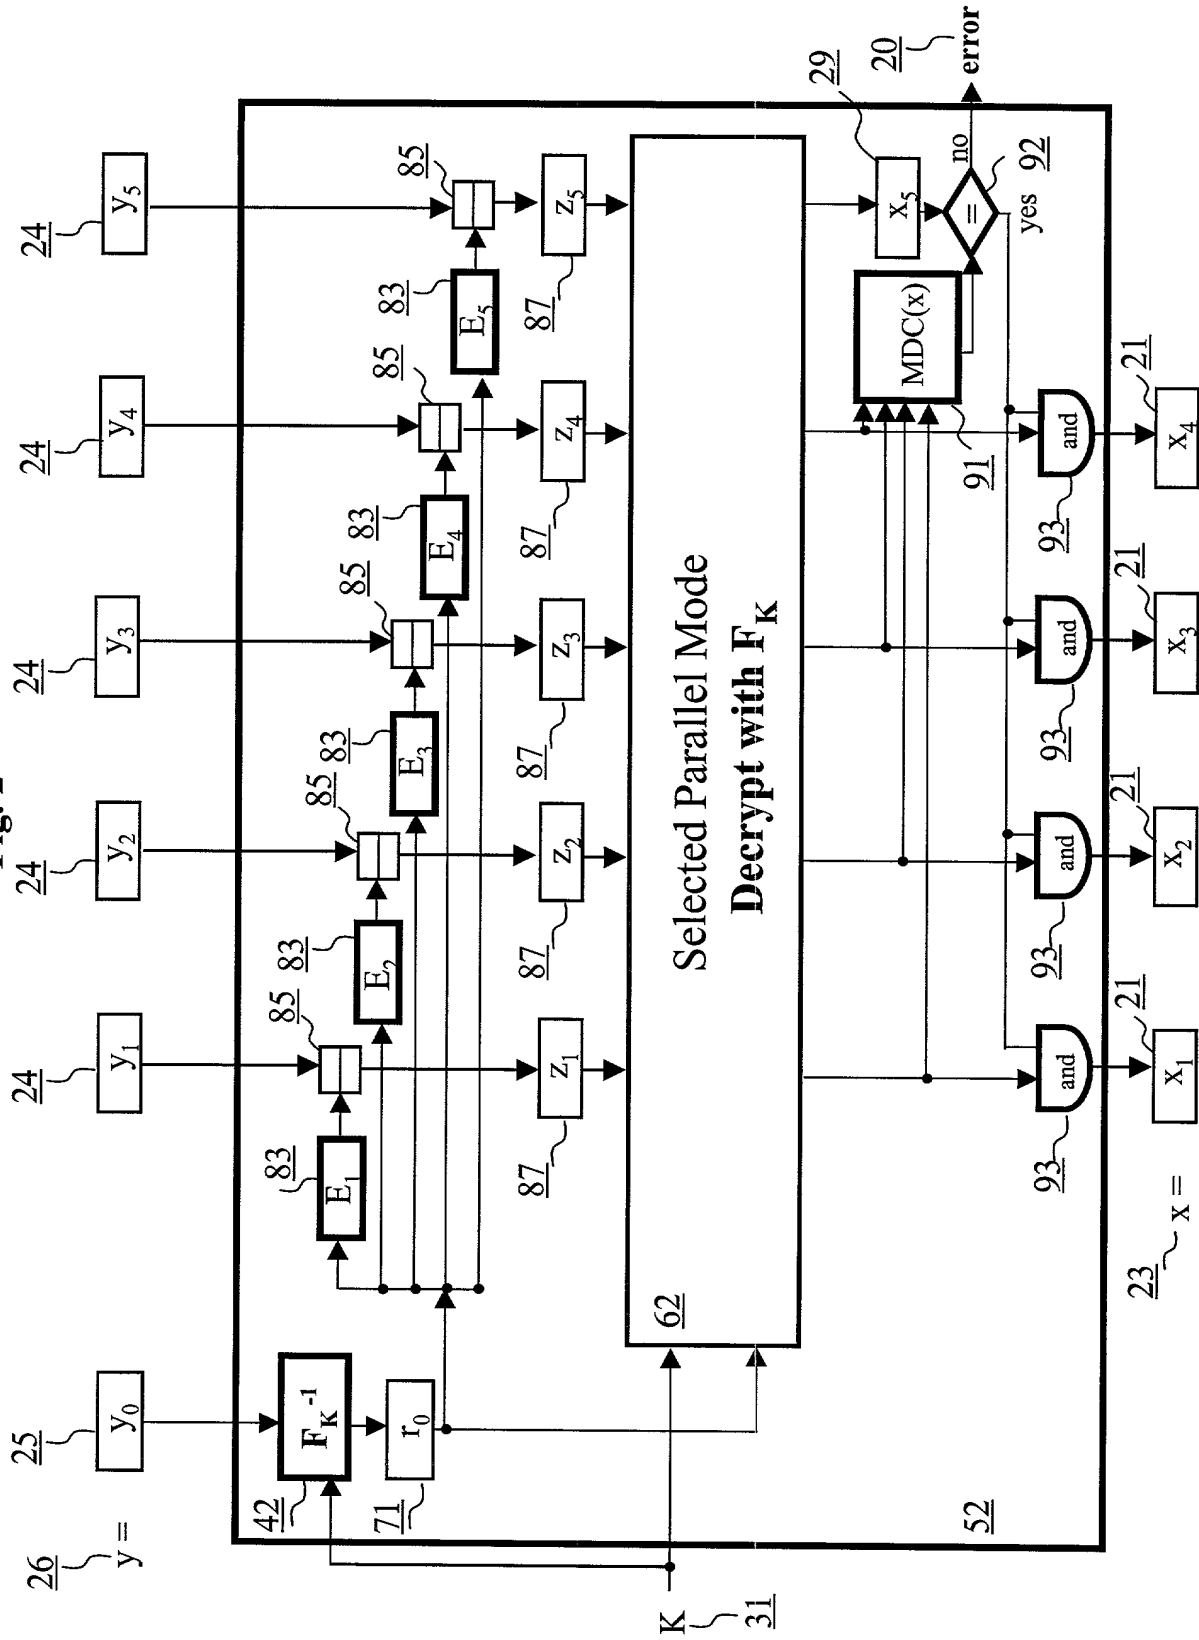 26 25 24 24 24 24 24
y = y₀ y₁ y₂ y₃ y₄ y₅
42 F_K⁻¹
71 r₀
83 83 83 83 83
E₁ E₂ E₃ E₄ E₅
85 85 85 85 85
z₁ z₂ z₃ z₄ z₅
87 87 87 87 87
K
31
62
Selected Parallel Mode
Decrypt with F_K
29
x₅
MDC(x)
91
=
92
no
yes
20
error
52
and and and and
93 93 93 93
21 21 21 21
23
x = x₁ x₂ x₃ x₄